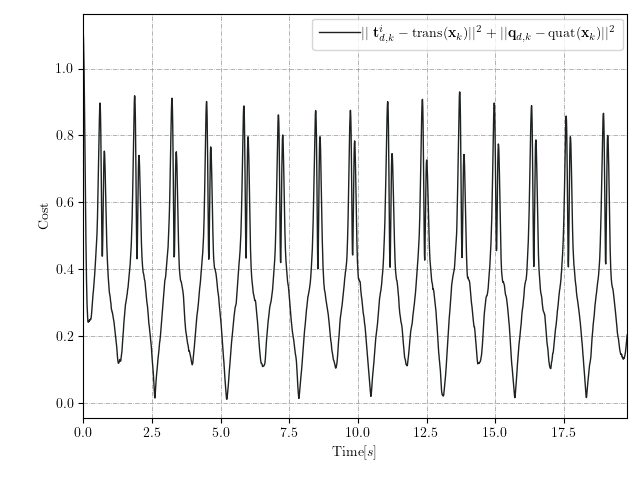 || t^i_{d,k} − trans(x_k)||^2 + ||q_{d,k} − quat(x_k)||^2
1.0
0.8
0.6
0.4
0.2
0.0
Cost
0.0 2.5 5.0 7.5 10.0 12.5 15.0 17.5
Time[s]